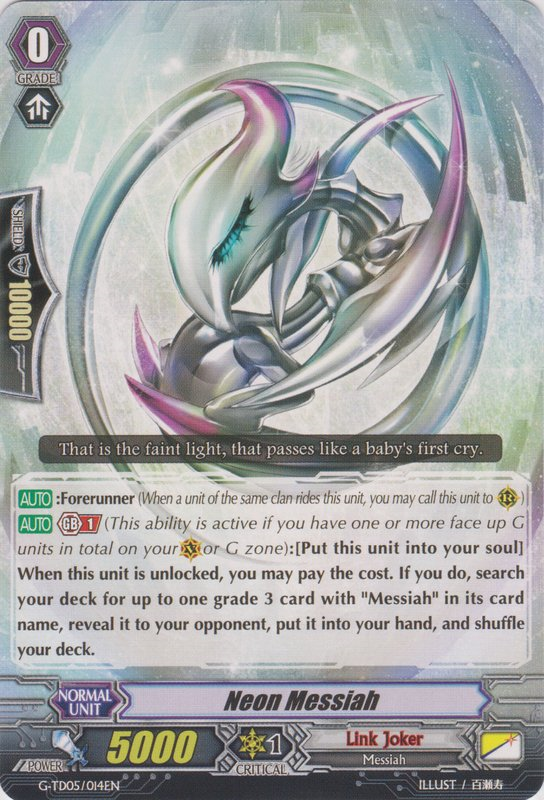 0
GRADE
SHIELD
10000
That is the faint light, that passes like a baby's first cry.
AUTO :Forerunner (When a unit of the same clan rides this unit, you may call this unit to R )
AUTO GB 1 (This ability is active if you have one or more face up G
units in total on your V or G zone):[Put this unit into your soul]
When this unit is unlocked, you may pay the cost. If you do, search
your deck for up to one grade 3 card with "Messiah" in its card
name, reveal it to your opponent, put it into your hand, and shuffle
your deck.
NORMAL
UNIT
Neon Messiah
POWER
5000
1
CRITICAL
Link Joker
Messiah
G-TD05/014EN
ILLUST / 百瀬寿